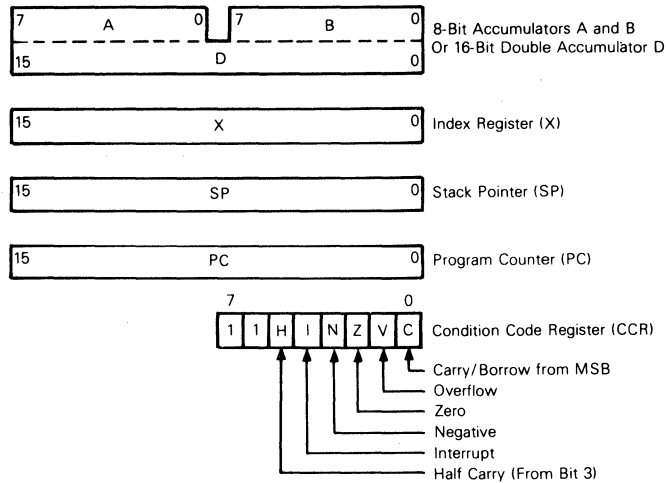 7 A 0 7 B 0 8-Bit Accumulators A and B
Or 16-Bit Double Accumulator D
15 D 0
15 X 0 Index Register (X)
15 SP 0 Stack Pointer (SP)
15 PC 0 Program Counter (PC)
7 0
1 1 H I N Z V C Condition Code Register (CCR)
Carry/Borrow from MSB
Overflow
Zero
Negative
Interrupt
Half Carry (From Bit 3)